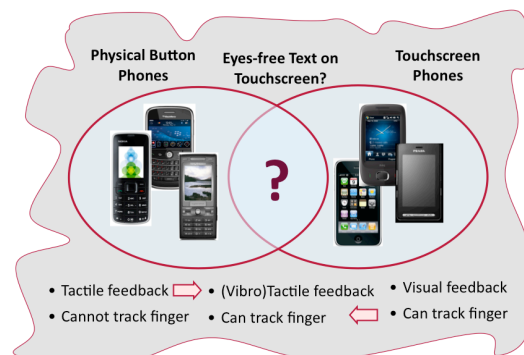 Physical Button
Phones
Eyes-free Text on
Touchscreen?
Touchscreen
Phones
?
• Tactile feedback
• Cannot track finger
• (Vibro)Tactile feedback
• Can track finger
• Visual feedback
• Can track finger